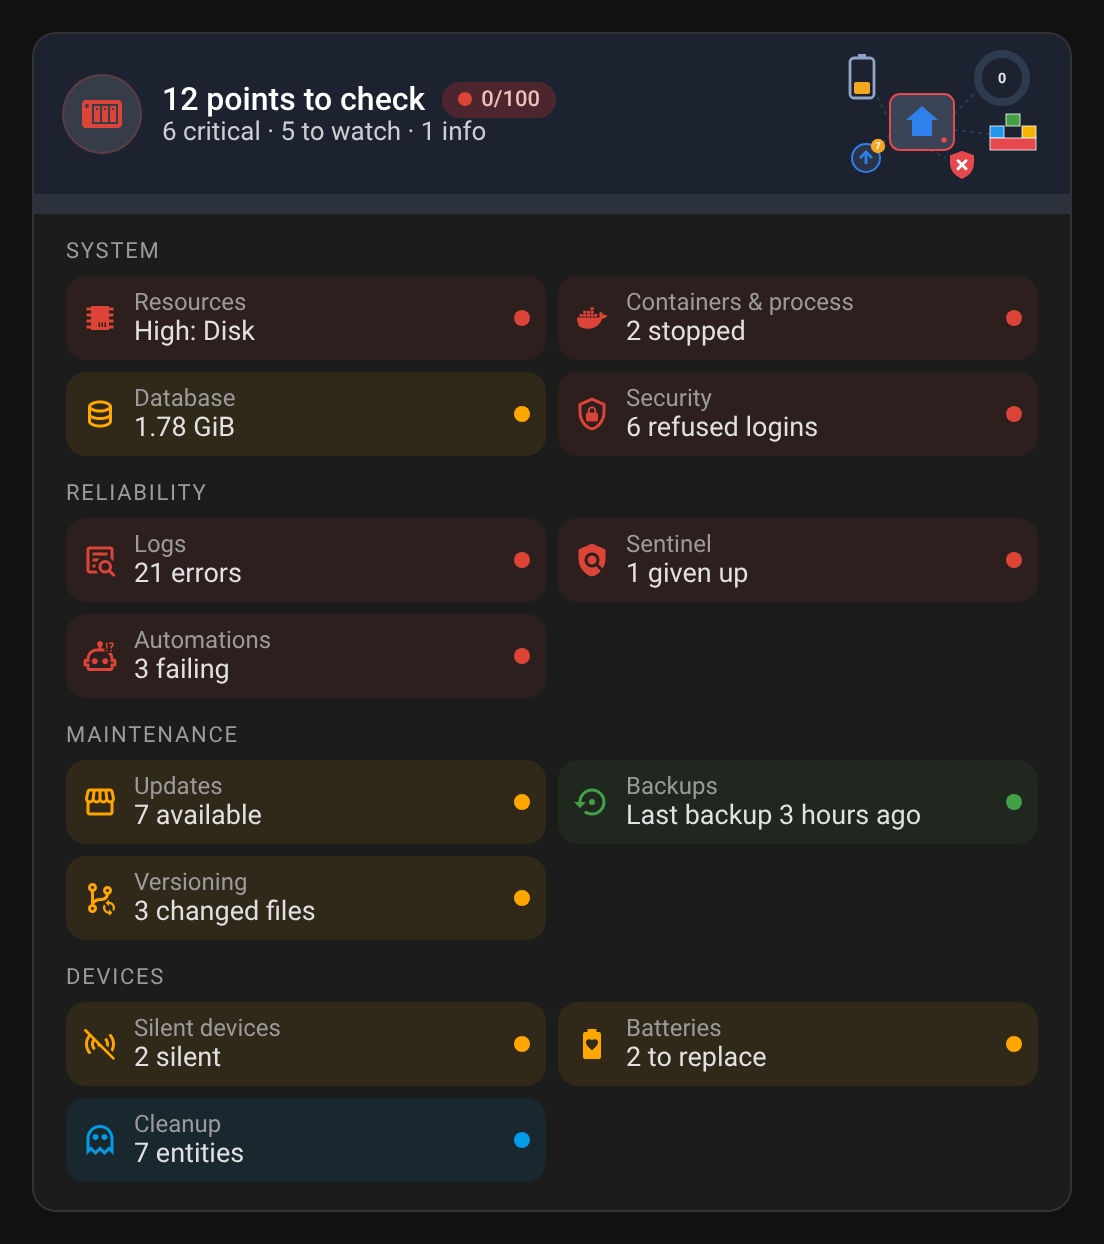 12 points to check
0/100
6 critical · 5 to watch · 1 info
0
7
SYSTEM
Resources
High: Disk
Containers & process
2 stopped
Database
1.78 GiB
Security
6 refused logins
RELIABILITY
Logs
21 errors
Sentinel
1 given up
Automations
3 failing
MAINTENANCE
Updates
7 available
Backups
Last backup 3 hours ago
Versioning
3 changed files
DEVICES
Silent devices
2 silent
Batteries
2 to replace
Cleanup
7 entities